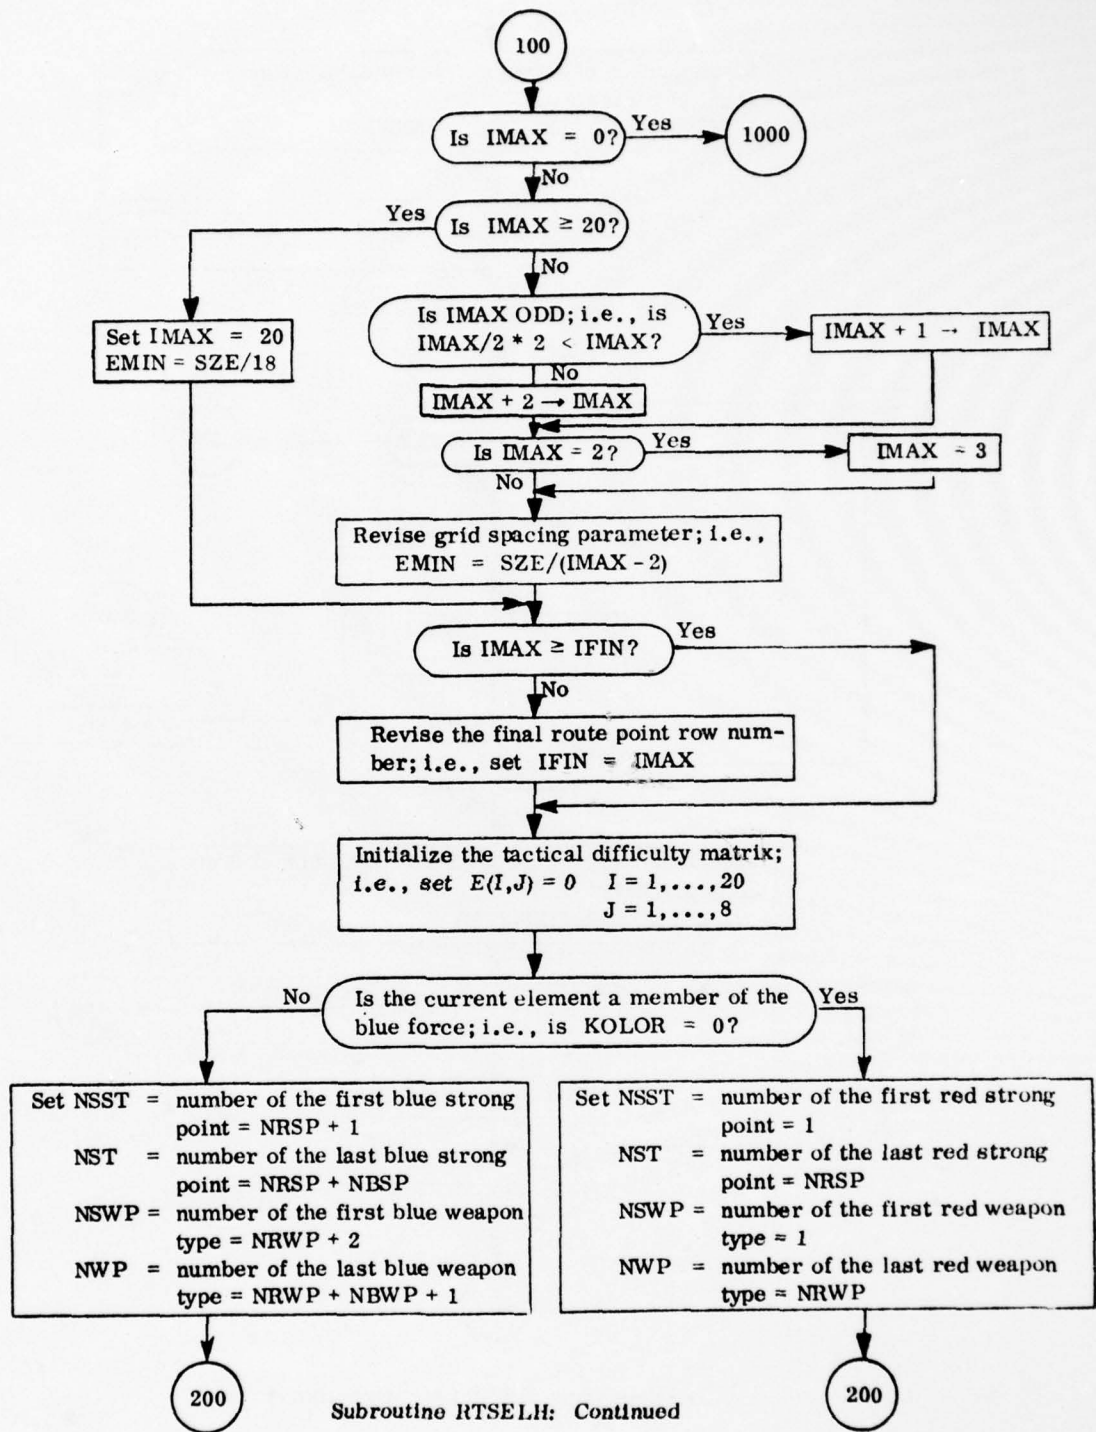 100
Is IMAX = 0?
Yes
1000
No
Yes
Is IMAX ≥ 20?
No
Set IMAX = 20
EMIN = SZE/18
Is IMAX ODD; i.e., is
IMAX/2 * 2 < IMAX?
Yes
IMAX + 1 → IMAX
No
IMAX + 2 → IMAX
Is IMAX = 2?
Yes
IMAX = 3
No
Revise grid spacing parameter; i.e.,
EMIN = SZE/(IMAX - 2)
Is IMAX ≥ IFIN?
Yes
No
Revise the final route point row num-
ber; i.e., set IFIN = IMAX
Initialize the tactical difficulty matrix;
i.e., set E(I,J) = 0 I = 1,...,20
J = 1,...,8
No
Is the current element a member of the
blue force; i.e., is KOLOR = 0?
Yes
Set NSST = number of the first blue strong
point = NRSP + 1
NST = number of the last blue strong
point = NRSP + NBSP
NSWP = number of the first blue weapon
type = NRWP + 2
NWP = number of the last blue weapon
type = NRWP + NBWP + 1
Set NSST = number of the first red strong
point = 1
NST = number of the last red strong
point = NRSP
NSWP = number of the first red weapon
type = 1
NWP = number of the last red weapon
type = NRWP
200
200
Subroutine RTSELH: Continued